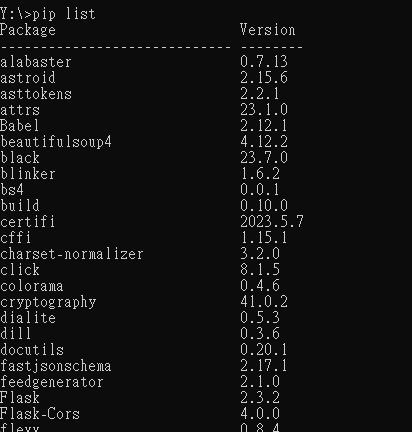 Y:\>pip list
Package Version
---------------------------- --------
alabaster 0.7.13
astroid 2.15.6
asttokens 2.2.1
attrs 23.1.0
Babel 2.12.1
beautifulsoup4 4.12.2
black 23.7.0
blinker 1.6.2
bs4 0.0.1
build 0.10.0
certifi 2023.5.7
cffi 1.15.1
charset-normalizer 3.2.0
click 8.1.5
colorama 0.4.6
cryptography 41.0.2
dialite 0.5.3
dill 0.3.6
docutils 0.20.1
fastjsonschema 2.17.1
feedgenerator 2.1.0
Flask 2.3.2
Flask-Cors 4.0.0
flexx 0.8.4